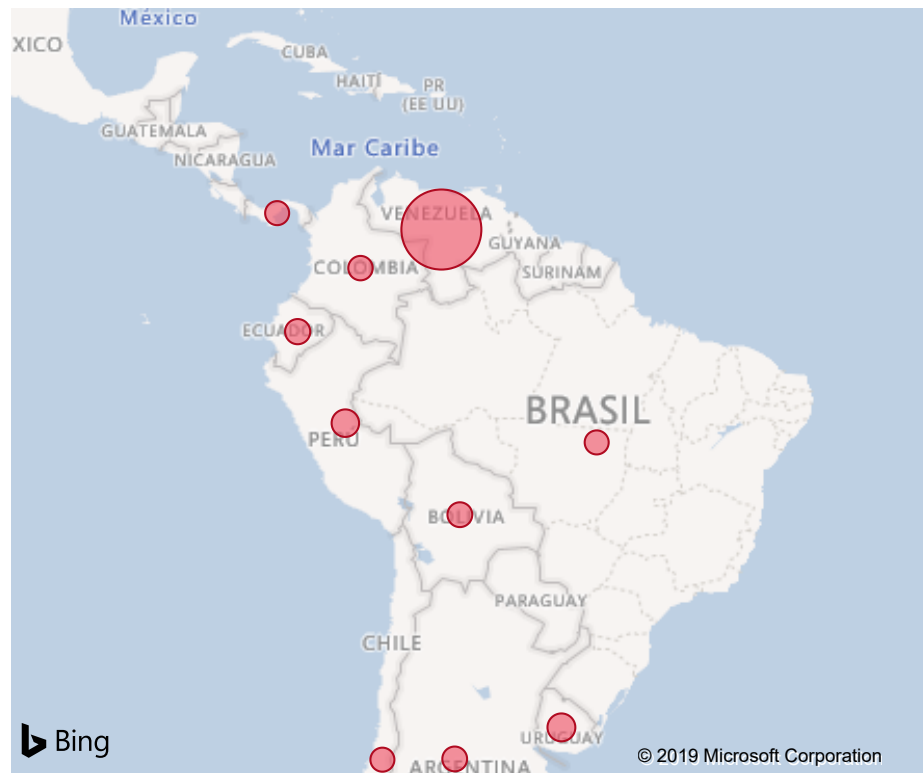 México
XICO
CUBA
HAITÍ
PR
(EE UU)
GUATEMALA
Mar Caribe
NICARAGUA
VENEZUELA
GUYANA
COLOMBIA
SURINAM
ECUADOR
BRASIL
PERÚ
BOLIVIA
PARAGUAY
CHILE
URUGUAY
Bing
© 2019 Microsoft Corporation
ARGENTINA